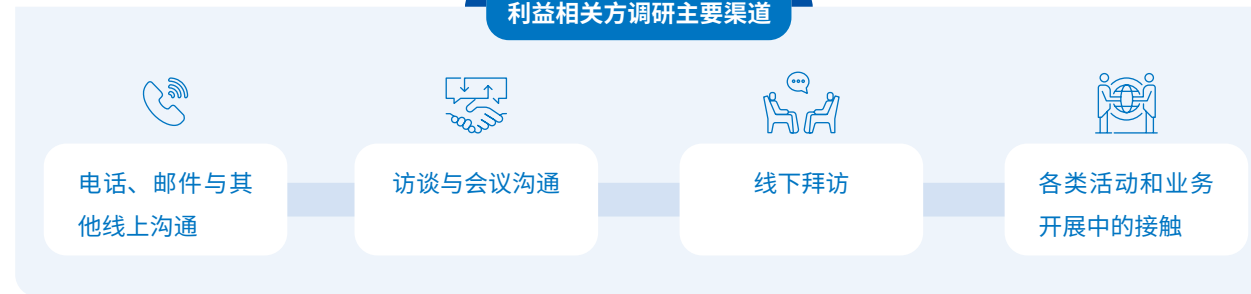 利益相关方调研主要渠道
电话、邮件与其
他线上沟通
访谈与会议沟通
线下拜访
各类活动和业务
开展中的接触